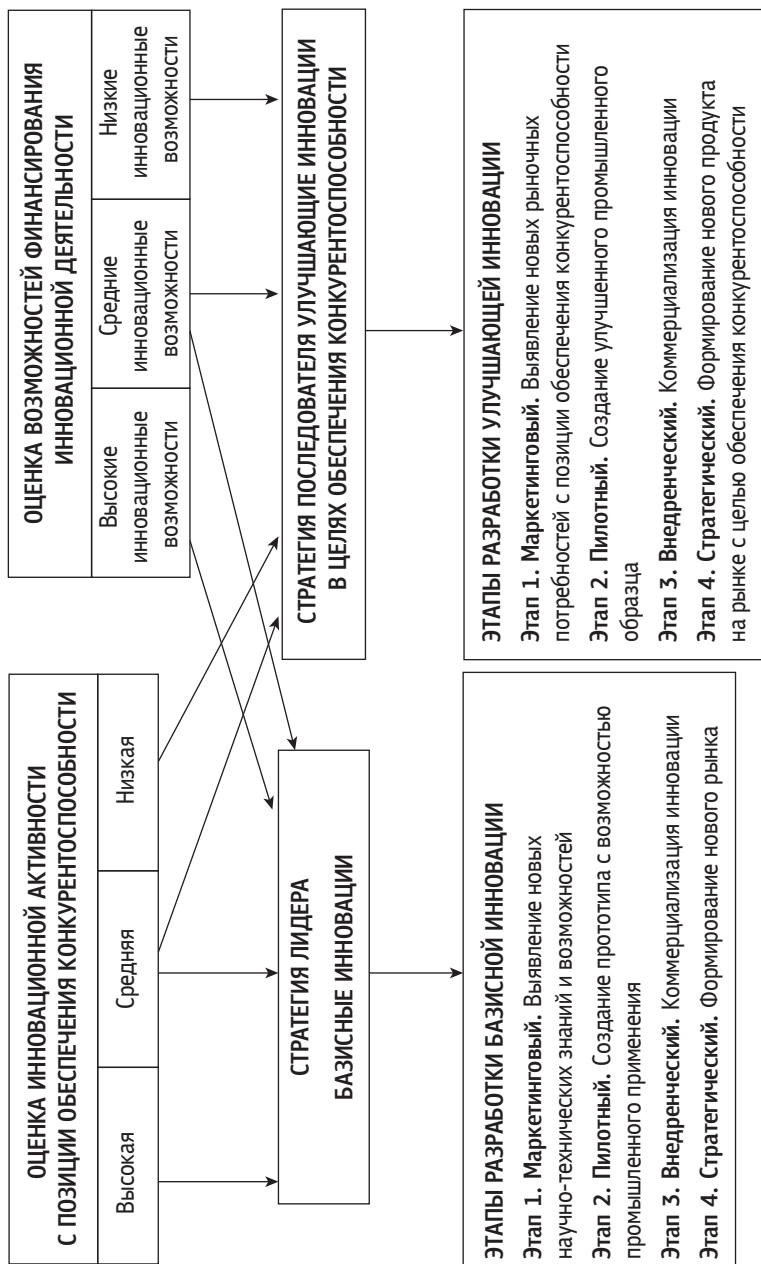 ОЦЕНКА ИННОВАЦИОННОЙ АКТИВНОСТИ
С ПОЗИЦИИ ОБЕСПЕЧЕНИЯ КОНКУРЕНТОСПОСОБНОСТИ
Высокая
Средняя
Низкая
ОЦЕНКА ВОЗМОЖНОСТЕЙ ФИНАНСИРОВАНИЯ
ИННОВАЦИОННОЙ ДЕЯТЕЛЬНОСТИ
Высокие
инновационные
возможности
Средние
инновационные
возможности
Низкие
инновационные
возможности
СТРАТЕГИЯ ЛИДЕРА
БАЗИСНЫЕ ИННОВАЦИИ
СТРАТЕГИЯ ПОСЛЕДОВАТЕЛЯ УЛУЧШАЮЩИЕ ИННОВАЦИИ
В ЦЕЛЯХ ОБЕСПЕЧЕНИЯ КОНКУРЕНТОСПОСОБНОСТИ
ЭТАПЫ РАЗРАБОТКИ БАЗИСНОЙ ИННОВАЦИИ
Этап 1. Маркетинговый. Выявление новых
научно-технических знаний и возможностей
Этап 2. Пилотный. Создание прототипа с возможностью
промышленного применения
Этап 3. Внедренческий. Коммерциализация инновации
Этап 4. Стратегический. Формирование нового рынка
ЭТАПЫ РАЗРАБОТКИ УЛУЧШАЮЩЕЙ ИННОВАЦИИ
Этап 1. Маркетинговый. Выявление новых рыночных
потребностей с позиции обеспечения конкурентоспособности
Этап 2. Пилотный. Создание улучшенного промышленного
образца
Этап 3. Внедренческий. Коммерциализация инновации
Этап 4. Стратегический. Формирование нового продукта
на рынке с целью обеспечения конкурентоспособности